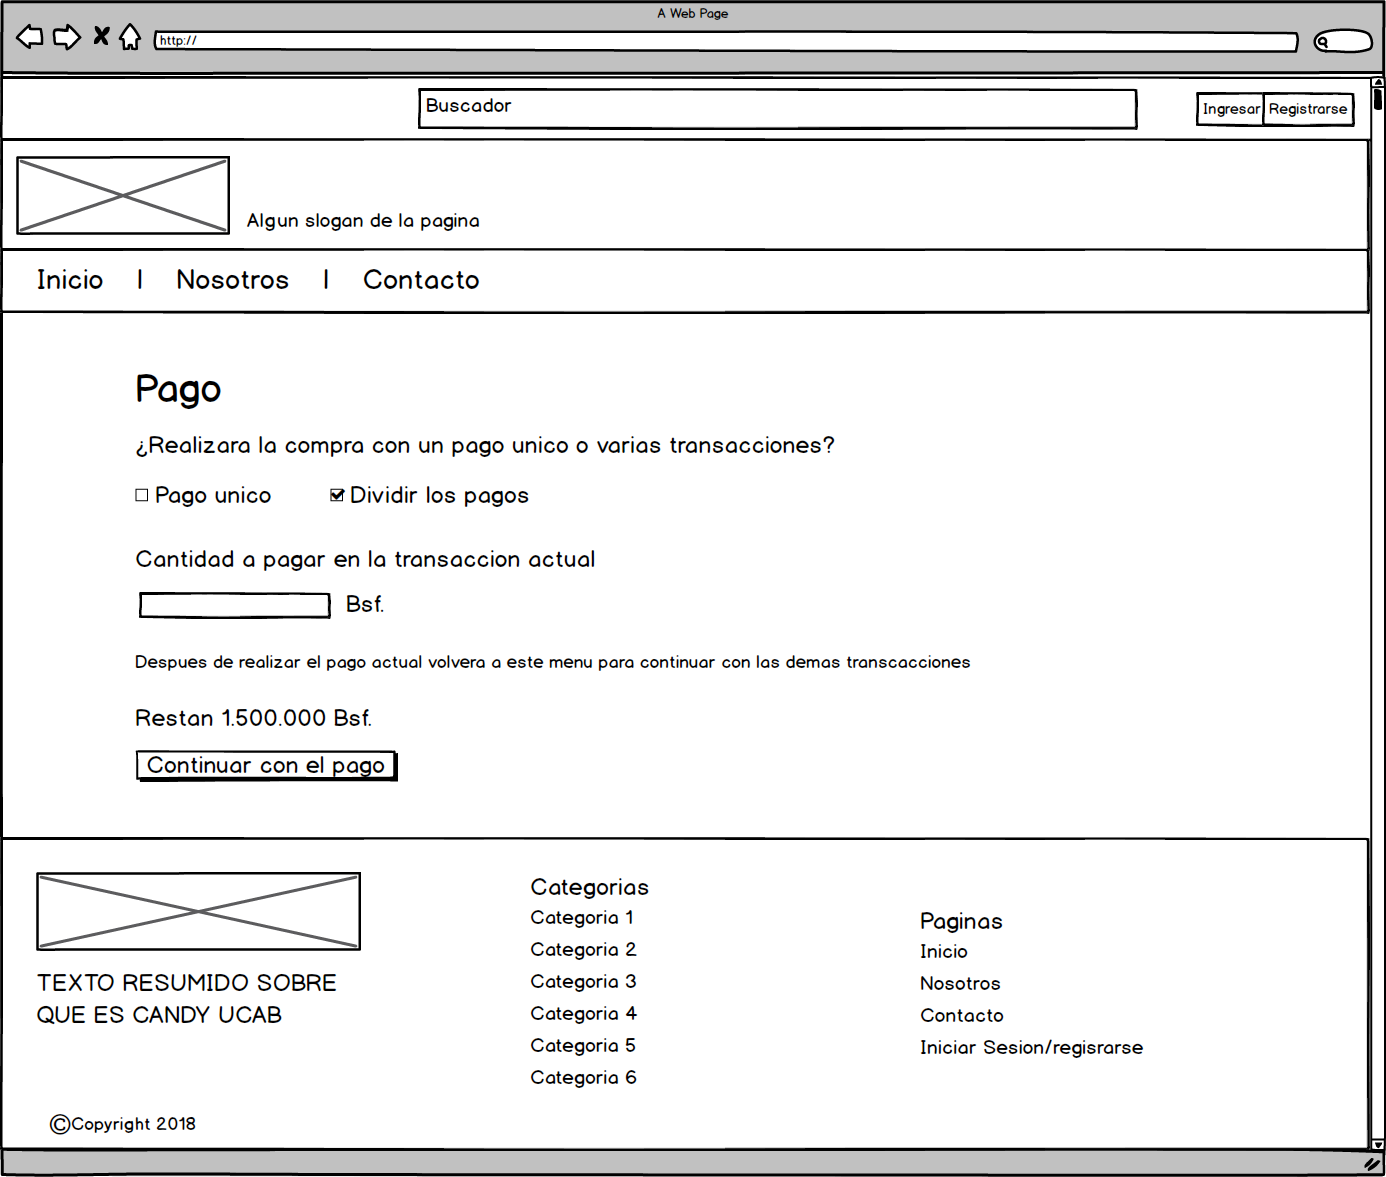 A Web Page
http://
Buscador
Ingresar Registrarse
Algun slogan de la pagina
Inicio | Nosotros | Contacto
Pago
¿Realizara la compra con un pago unico o varias transacciones?
Pago unico Dividir los pagos
Cantidad a pagar en la transaccion actual
Bsf.
Despues de realizar el pago actual volvera a este menu para continuar con las demas transcacciones
Restan 1.500.000 Bsf.
Continuar con el pago
TEXTO RESUMIDO SOBRE
QUE ES CANDY UCAB
Categorias
Categoria 1
Categoria 2
Categoria 3
Categoria 4
Categoria 5
Categoria 6
Paginas
Inicio
Nosotros
Contacto
Iniciar Sesion/regisrarse
©Copyright 2018